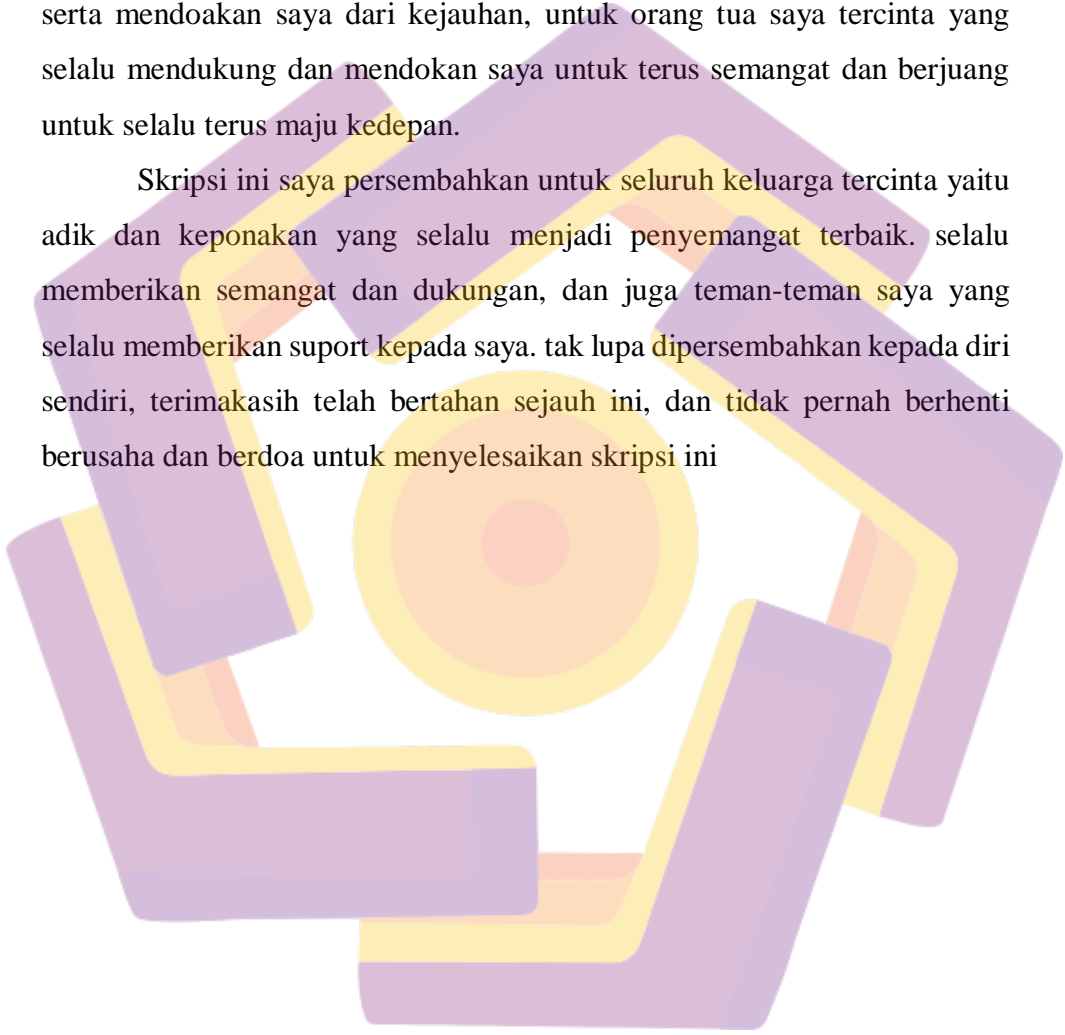 serta mendoakan saya dari kejauhan, untuk orang tua saya tercinta yang
selalu mendukung dan mendokan saya untuk terus semangat dan berjuang
untuk selalu terus maju kedepan.
Skripsi ini saya persembahkan untuk seluruh keluarga tercinta yaitu
adik dan keponakan yang selalu menjadi penyemangat terbaik. selalu
memberikan semangat dan dukungan, dan juga teman-teman saya yang
selalu memberikan suport kepada saya. tak lupa dipersembahkan kepada diri
sendiri, terimakasih telah bertahan sejauh ini, dan tidak pernah berhenti
berusaha dan berdoa untuk menyelesaikan skripsi ini